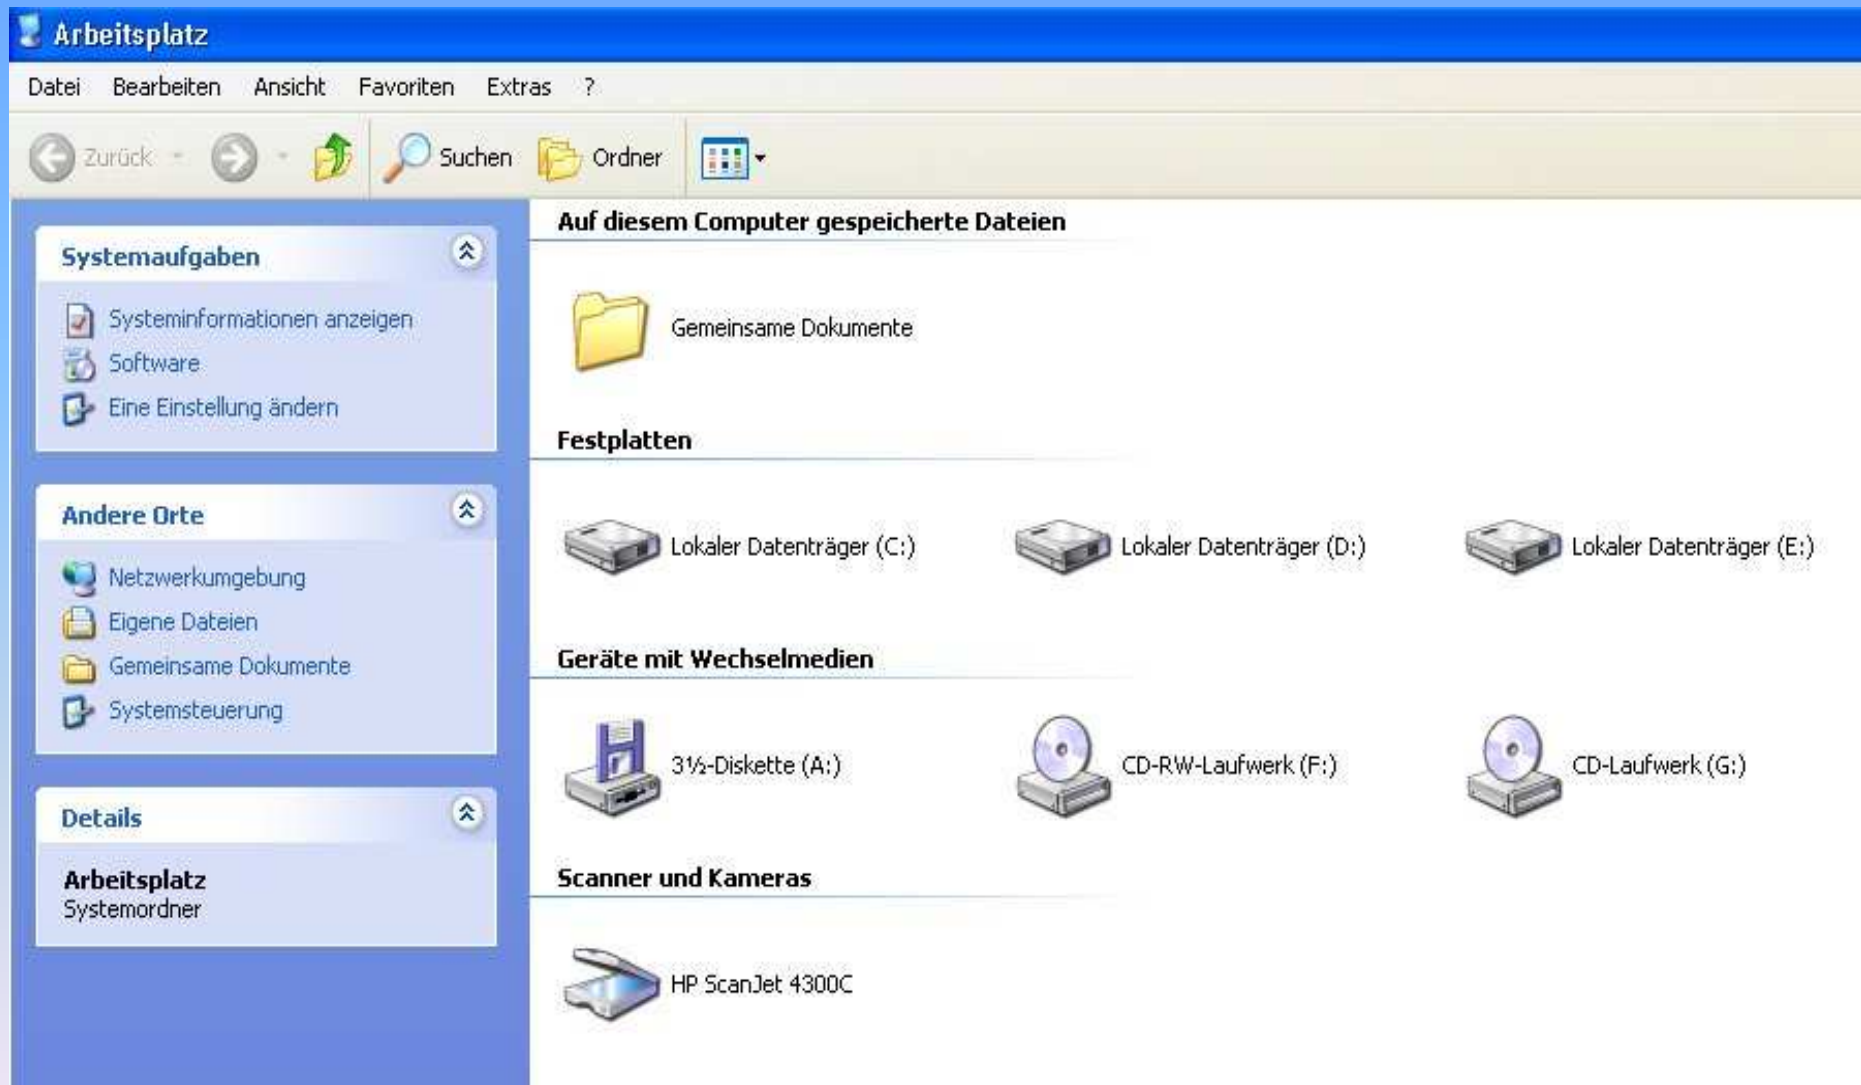 Arbeitsplatz
Datei Bearbeiten Ansicht Favoriten Extras ?
Zurück Suchen Ordner
Systemaufgaben
Systeminformationen anzeigen
Software
Eine Einstellung ändern
Andere Orte
Netzwerkumgebung
Eigene Dateien
Gemeinsame Dokumente
Systemsteuerung
Details
Arbeitsplatz
Systemordner
Auf diesem Computer gespeicherte Dateien
Gemeinsame Dokumente
Festplatten
Lokaler Datenträger (C:) Lokaler Datenträger (D:) Lokaler Datenträger (E:)
Geräte mit Wechselmedien
3½-Diskette (A:) CD-RW-Laufwerk (F:) CD-Laufwerk (G:)
Scanner und Kameras
HP ScanJet 4300C